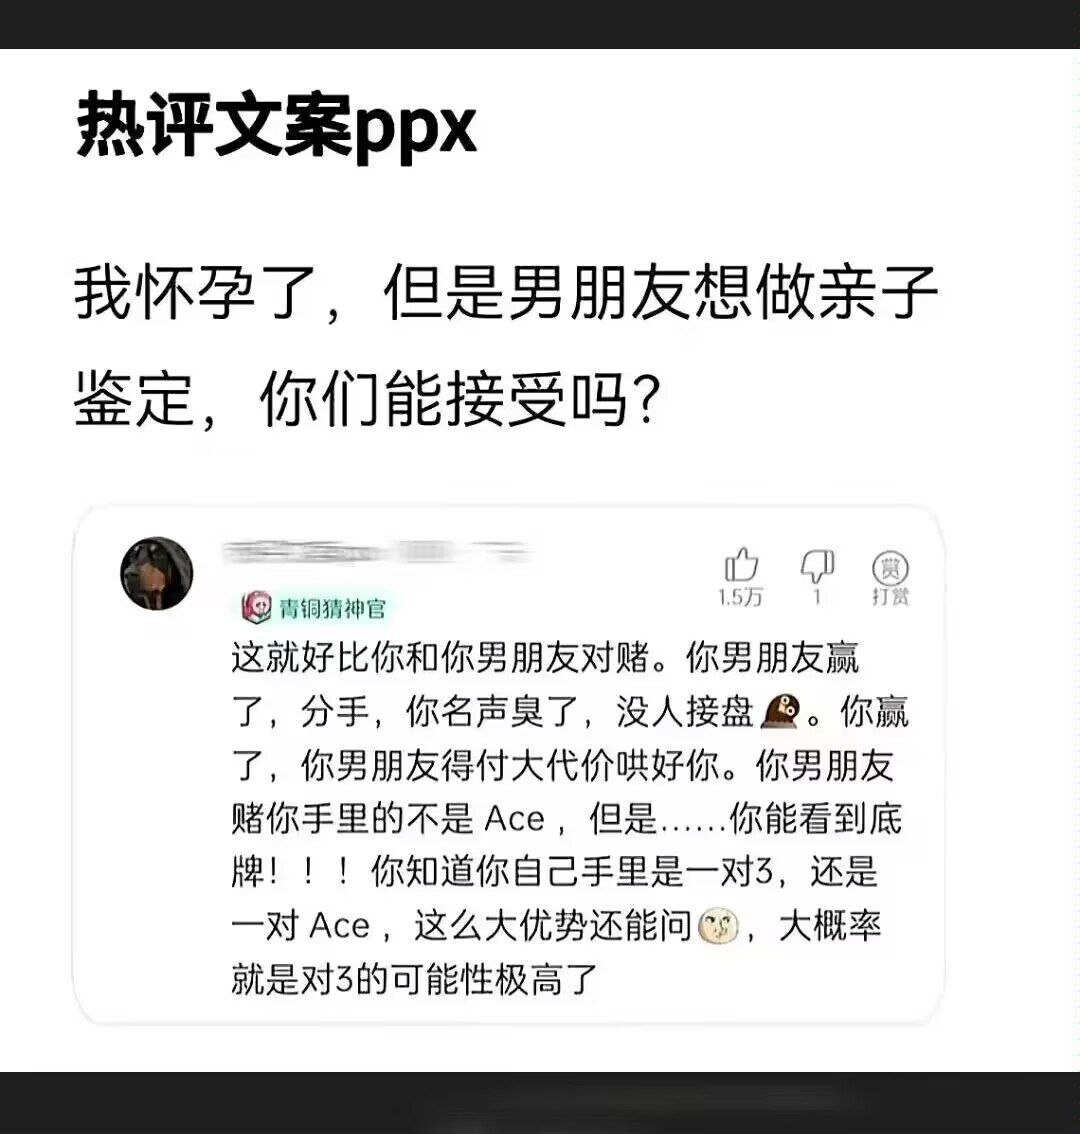 热评文案ppx
我怀孕了，但是男朋友想做亲子
鉴定，你们能接受吗？
1.5万
1
赏
打赏
青铜猜神官
这就好比你和你男朋友对赌。你男朋友赢
了，分手，你名声臭了，没人接盘。你赢
了，你男朋友得付大代价哄好你。你男朋友
赌你手里的不是 Ace ，但是......你能看到底
牌！！！你知道你自己手里是一对3，还是
一对 Ace ，这么大优势还能问，大概率
就是对3的可能性极高了